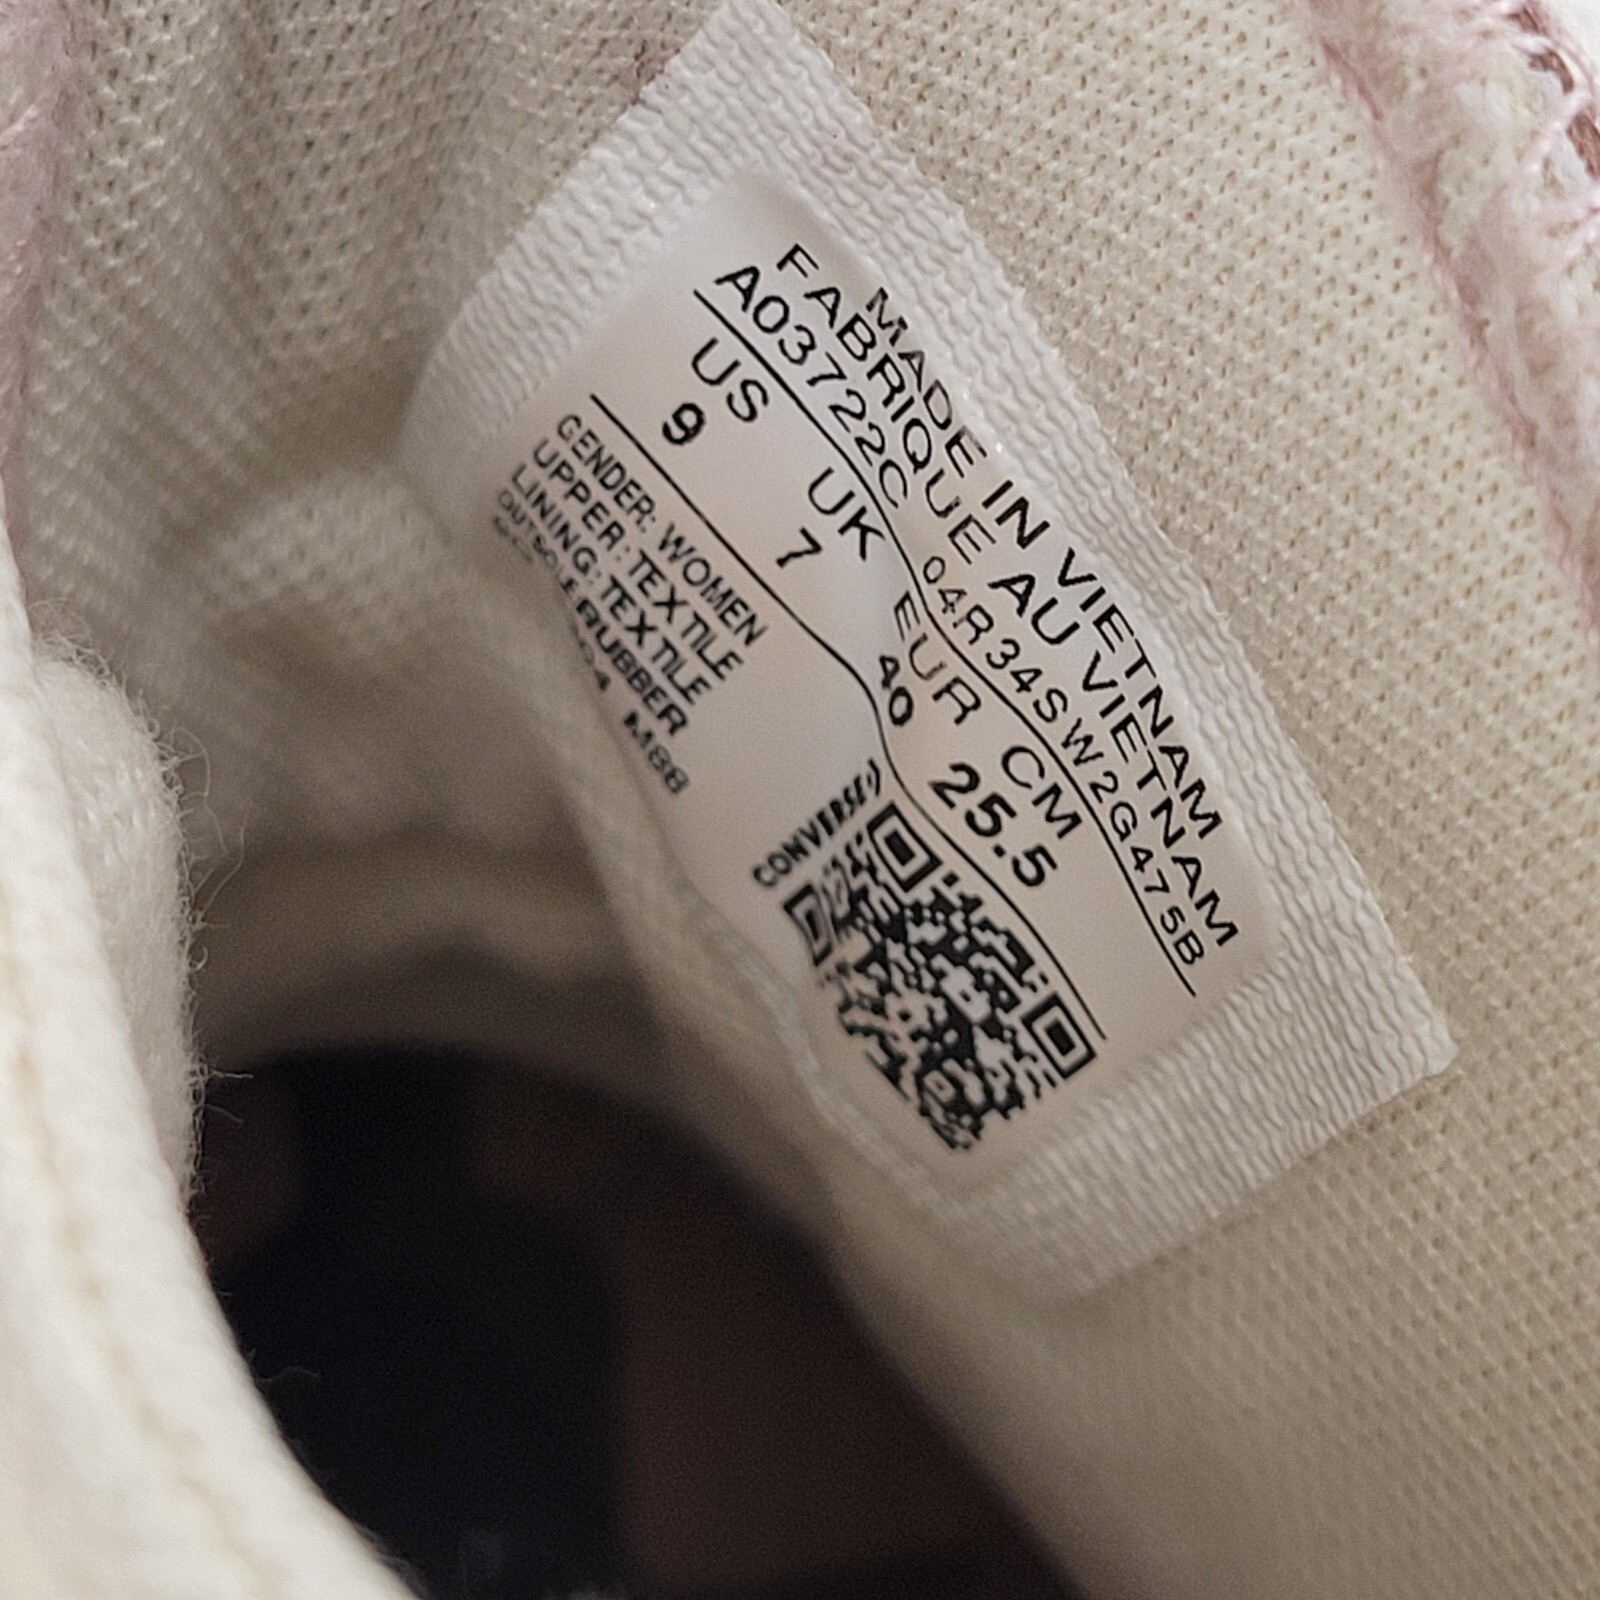 MADE IN VIETNAM
FABRIQUE AU VIETNAM
A03722C 04R34SW2G475B
US UK EUR CM
9 7 40 25.5
GENDER: WOMEN
UPPER: TEXTILE
LINING: TEXTILE
OUTSOLE: RUBBER
M88
CONVERSE